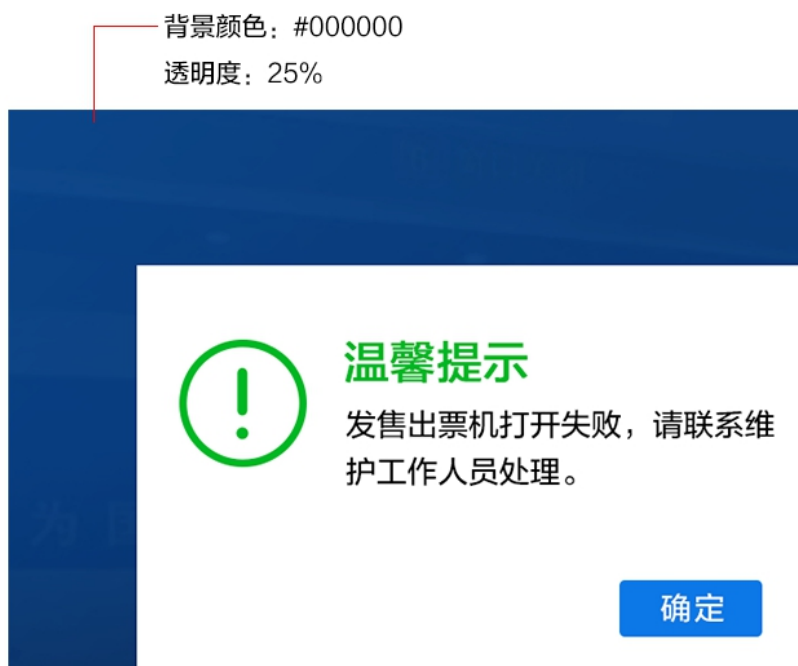 背景颜色：#000000
透明度：25%
温馨提示
发售出票机打开失败，请联系维
护工作人员处理。
为
确定